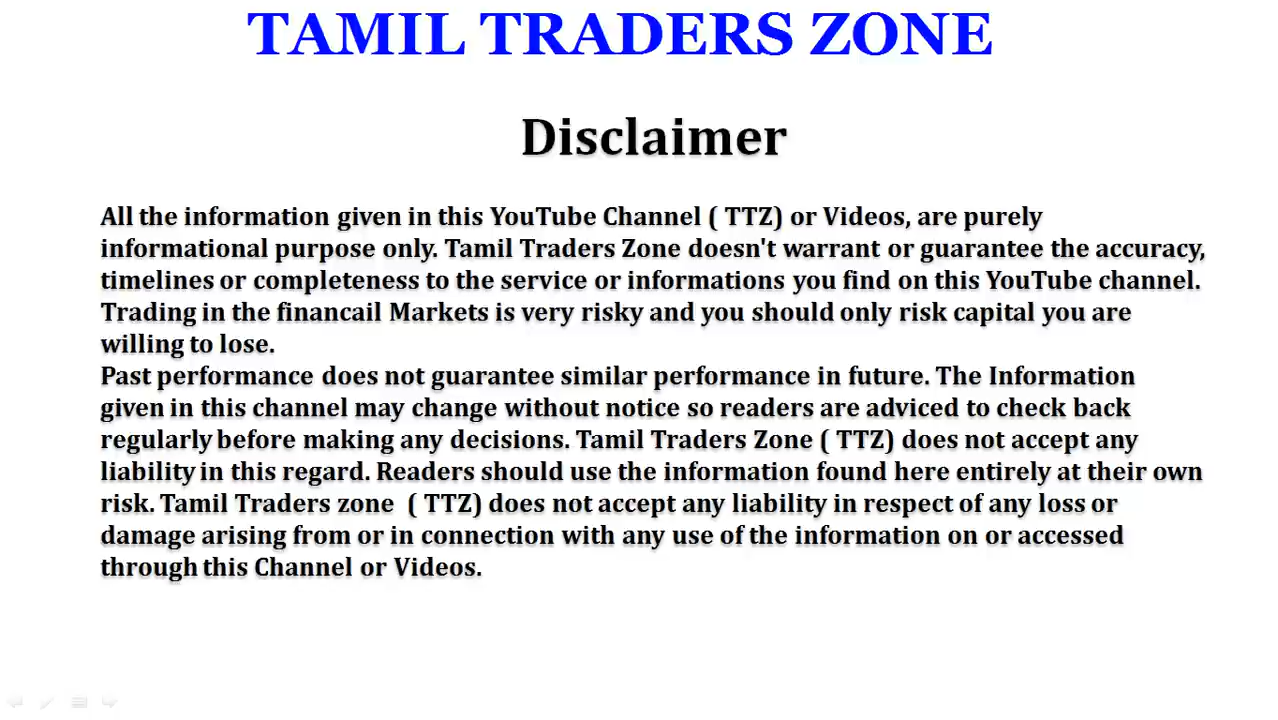 TAMIL TRADERS ZONE
Disclaimer
All the information given in this YouTube Channel ( TTZ) or Videos, are purely
informational purpose only. Tamil Traders Zone doesn't warrant or guarantee the accuracy,
timelines or completeness to the service or informations you find on this YouTube channel.
Trading in the financail Markets is very risky and you should only risk capital you are
willing to lose.
Past performance does not guarantee similar performance in future. The Information
given in this channel may change without notice so readers are adviced to check back
regularly before making any decisions. Tamil Traders Zone ( TTZ) does not accept any
liability in this regard. Readers should use the information found here entirely at their own
risk. Tamil Traders zone  ( TTZ) does not accept any liability in respect of any loss or
damage arising from or in connection with any use of the information on or accessed
through this Channel or Videos.